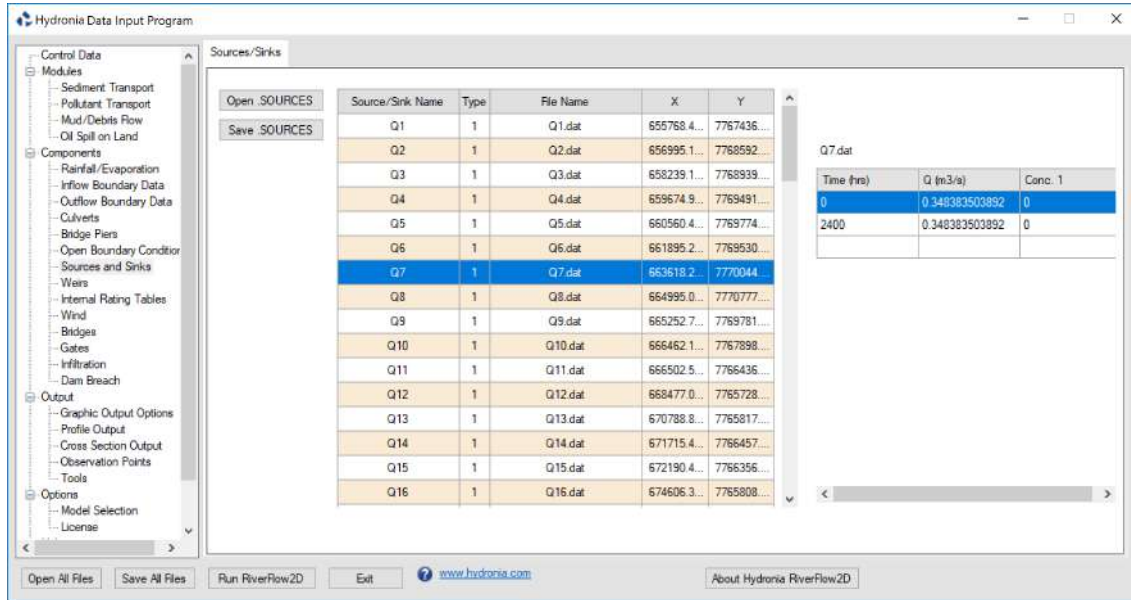 Hydronia Data Input Program
Control Data
Modules
Sediment Transport
Pollutant Transport
Mud/Debris Flow
Oil Spill on Land
Components
Rainfall/Evaporation
Inflow Boundary Data
Outflow Boundary Data
Culverts
Bridge Piers
Open Boundary Condition
Sources and Sinks
Weirs
Internal Rating Tables
Wind
Bridges
Gates
Infiltration
Dam Breach
Output
Graphic Output Options
Profile Output
Cross Section Output
Observation Points
Tools
Options
Model Selection
License
Sources/Sinks
Open .SOURCES
Save .SOURCES
Source/Sink Name Type File Name X Y
Q1 1 Q1.dat 655768.4... 7767436....
Q2 1 Q2.dat 656995.1... 7768592....
Q3 1 Q3.dat 658239.1... 7768939....
Q4 1 Q4.dat 659674.9... 7769491....
Q5 1 Q5.dat 660560.4... 7769774....
Q6 1 Q6.dat 661895.2... 7769530....
Q7 1 Q7.dat 663618.2... 7770044....
Q8 1 Q8.dat 664995.0... 7770777....
Q9 1 Q9.dat 665252.7... 7769781....
Q10 1 Q10.dat 666462.1... 7767898....
Q11 1 Q11.dat 666502.5... 7766436....
Q12 1 Q12.dat 668477.0... 7765728....
Q13 1 Q13.dat 670788.8... 7765817....
Q14 1 Q14.dat 671715.4... 7766457....
Q15 1 Q15.dat 672190.4... 7766356....
Q16 1 Q16.dat 674606.3... 7765808....
Q7.dat
Time (hrs) Q (m3/s) Conc. 1
0 0.348383503892 0
2400 0.348383503892 0
Open All Files Save All Files Run RiverFlow2D Exit www.hydronia.com About Hydronia RiverFlow2D